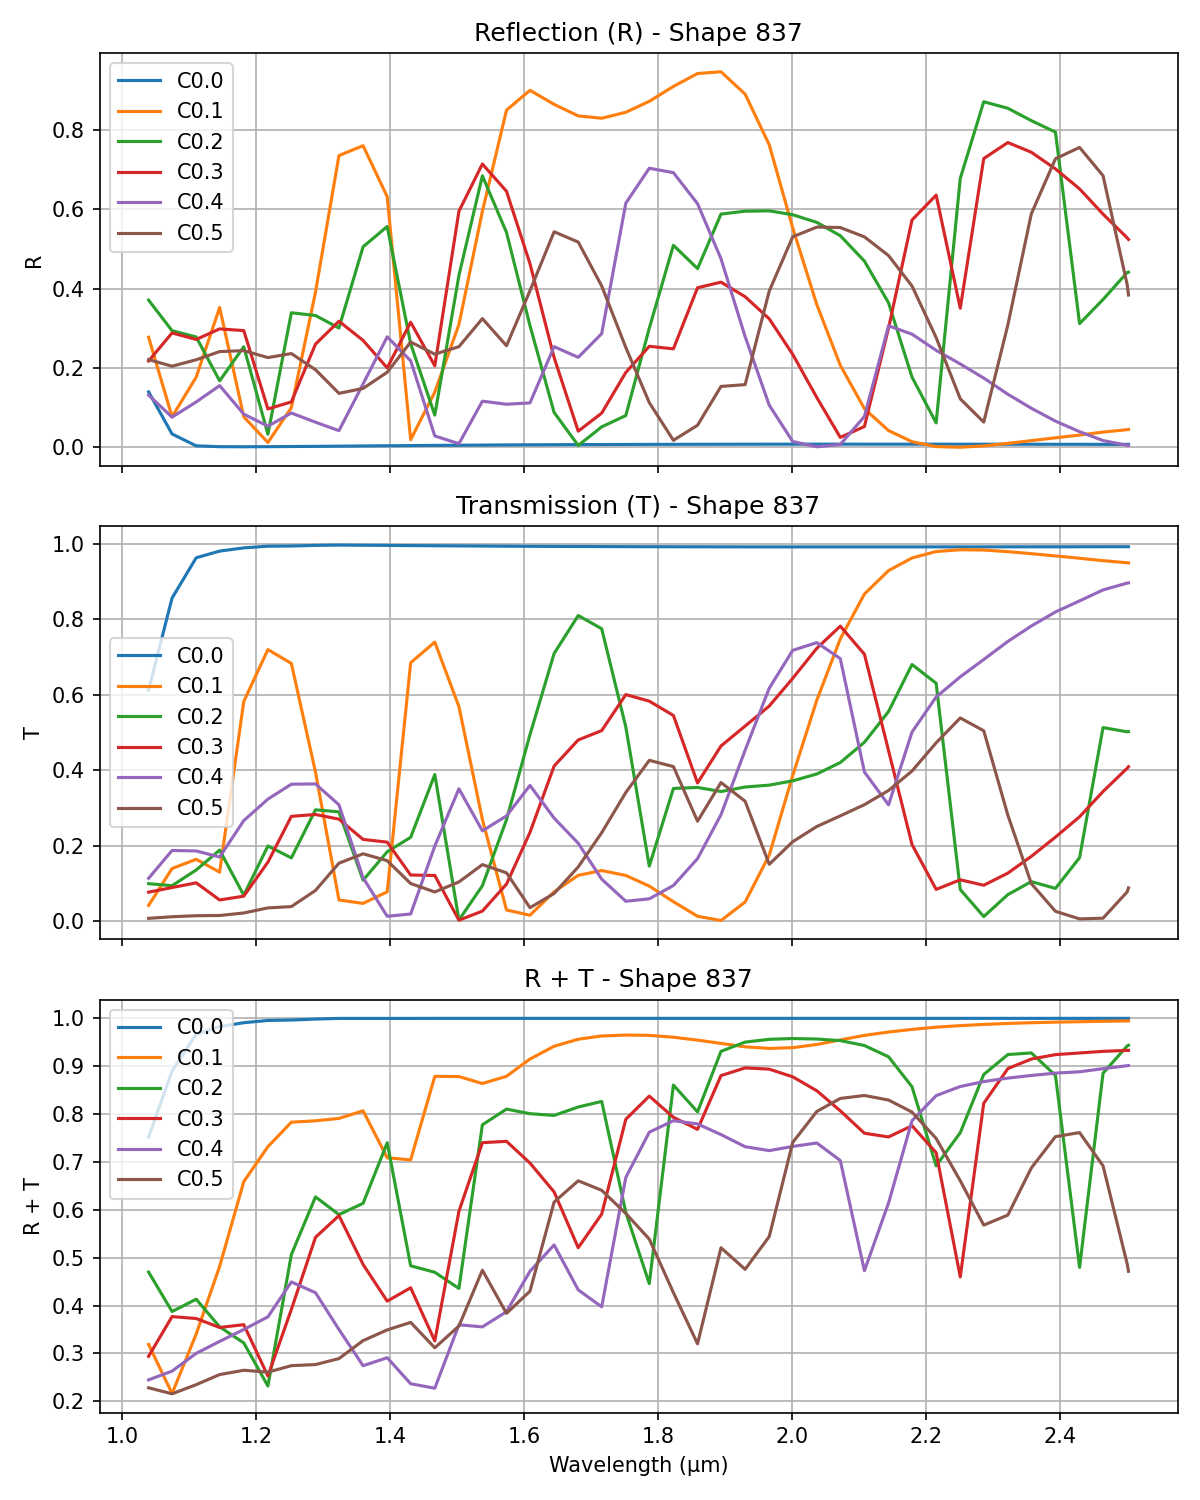 Reflection (R) - Shape 837
R
0.8
0.6
0.4
0.2
0.0
C0.0
C0.1
C0.2
C0.3
C0.4
C0.5
Transmission (T) - Shape 837
T
1.0
0.8
0.6
0.4
0.2
0.0
C0.0
C0.1
C0.2
C0.3
C0.4
C0.5
R + T - Shape 837
R + T
1.0
0.9
0.8
0.7
0.6
0.5
0.4
0.3
0.2
C0.0
C0.1
C0.2
C0.3
C0.4
C0.5
1.0 1.2 1.4 1.6 1.8 2.0 2.2 2.4
Wavelength (μm)